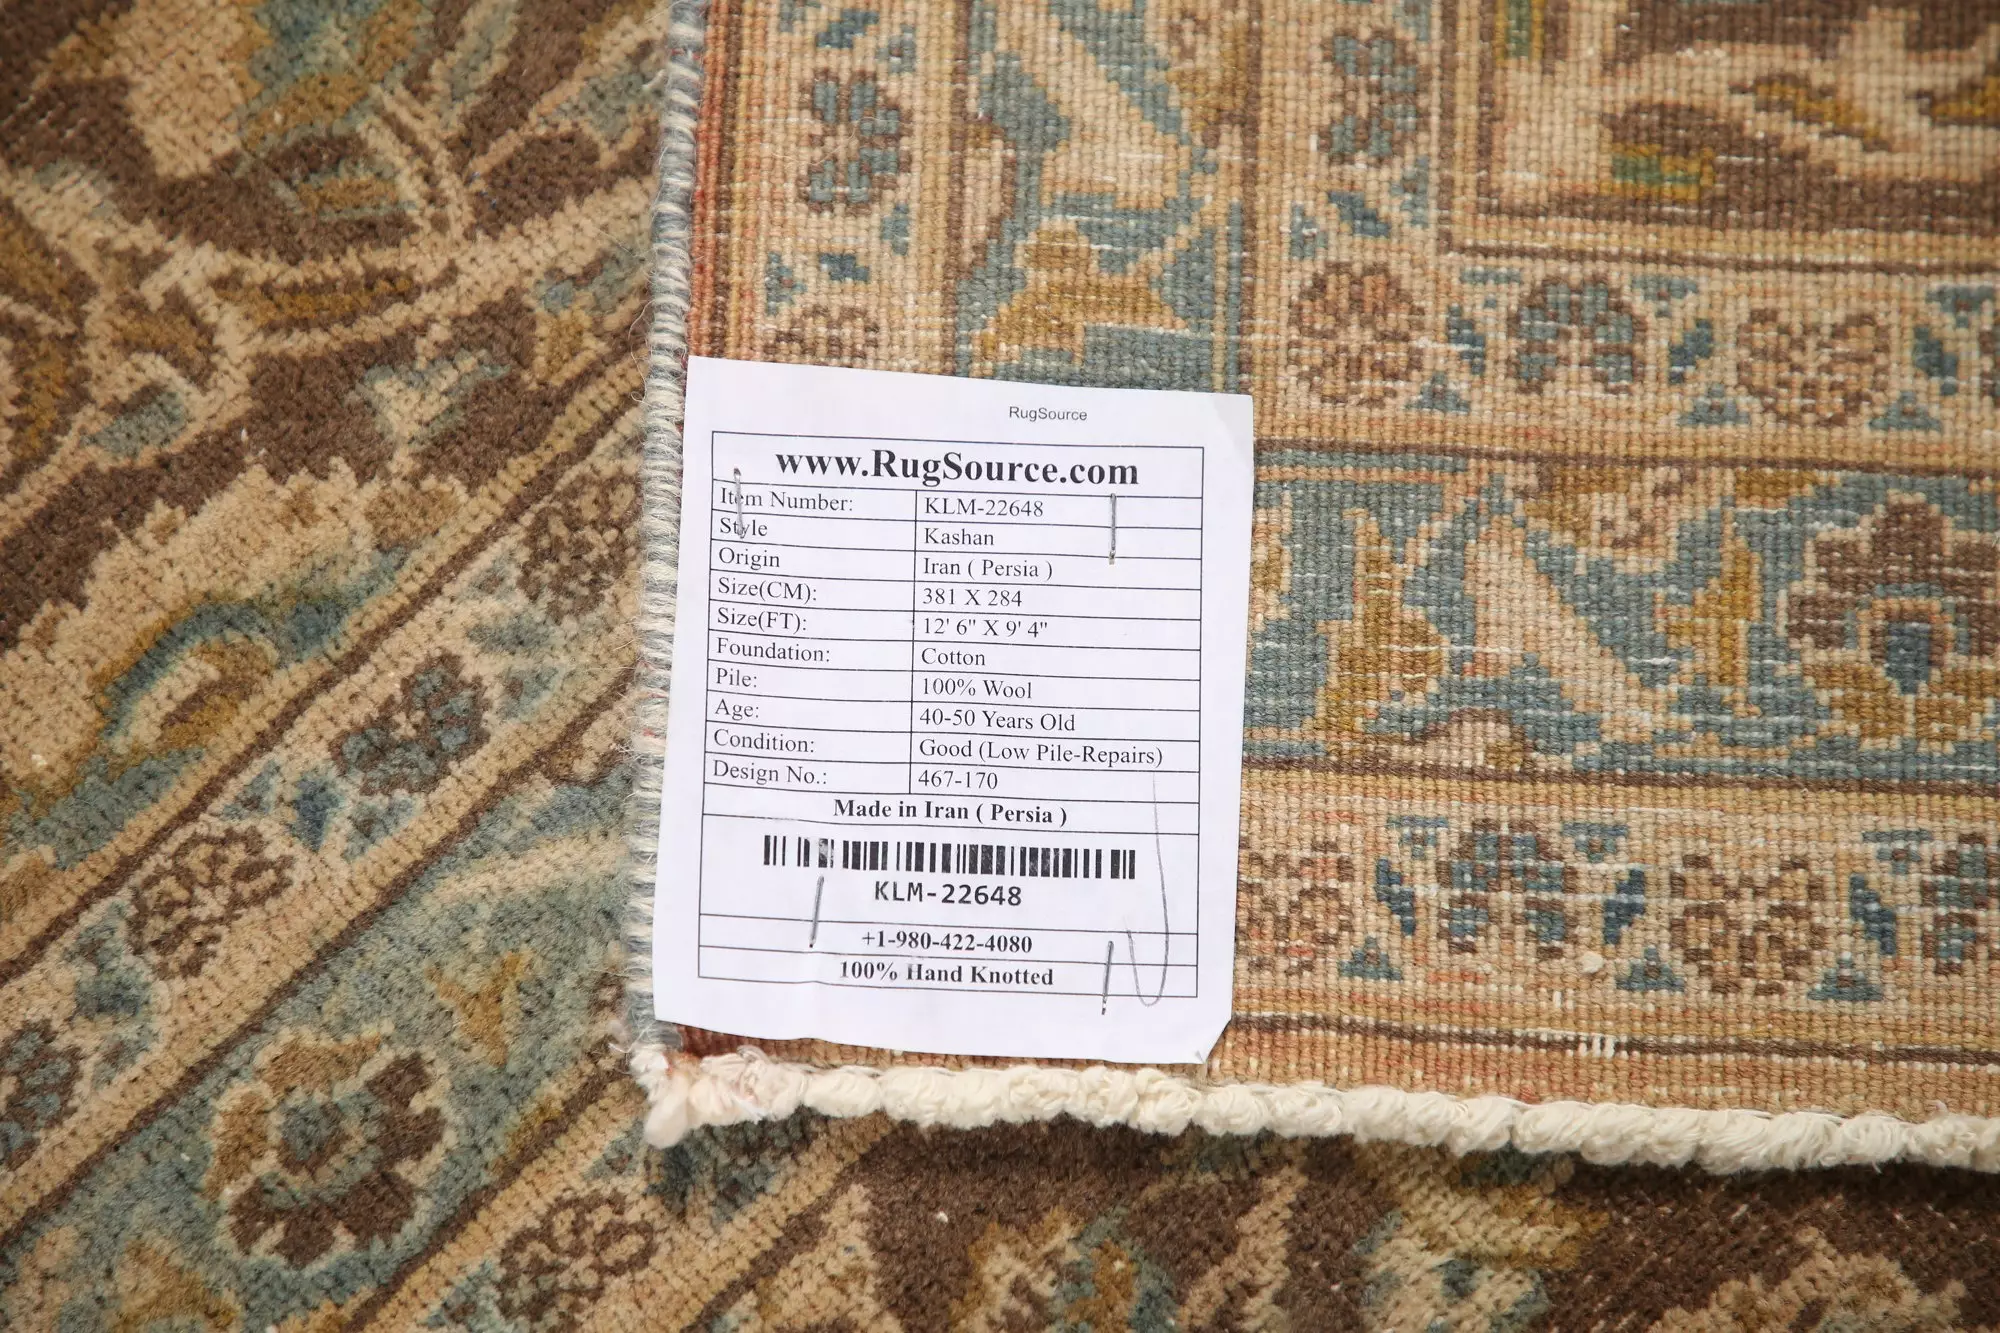 RugSource
www.RugSource.com
Item Number: KLM-22648
Style Kashan
Origin Iran ( Persia )
Size(CM): 381 X 284
Size(FT): 12' 6" X 9' 4"
Foundation: Cotton
Pile: 100% Wool
Age: 40-50 Years Old
Condition: Good (Low Pile-Repairs)
Design No.: 467-170
Made in Iran ( Persia )
KLM-22648
+1-980-422-4080
100% Hand Knotted